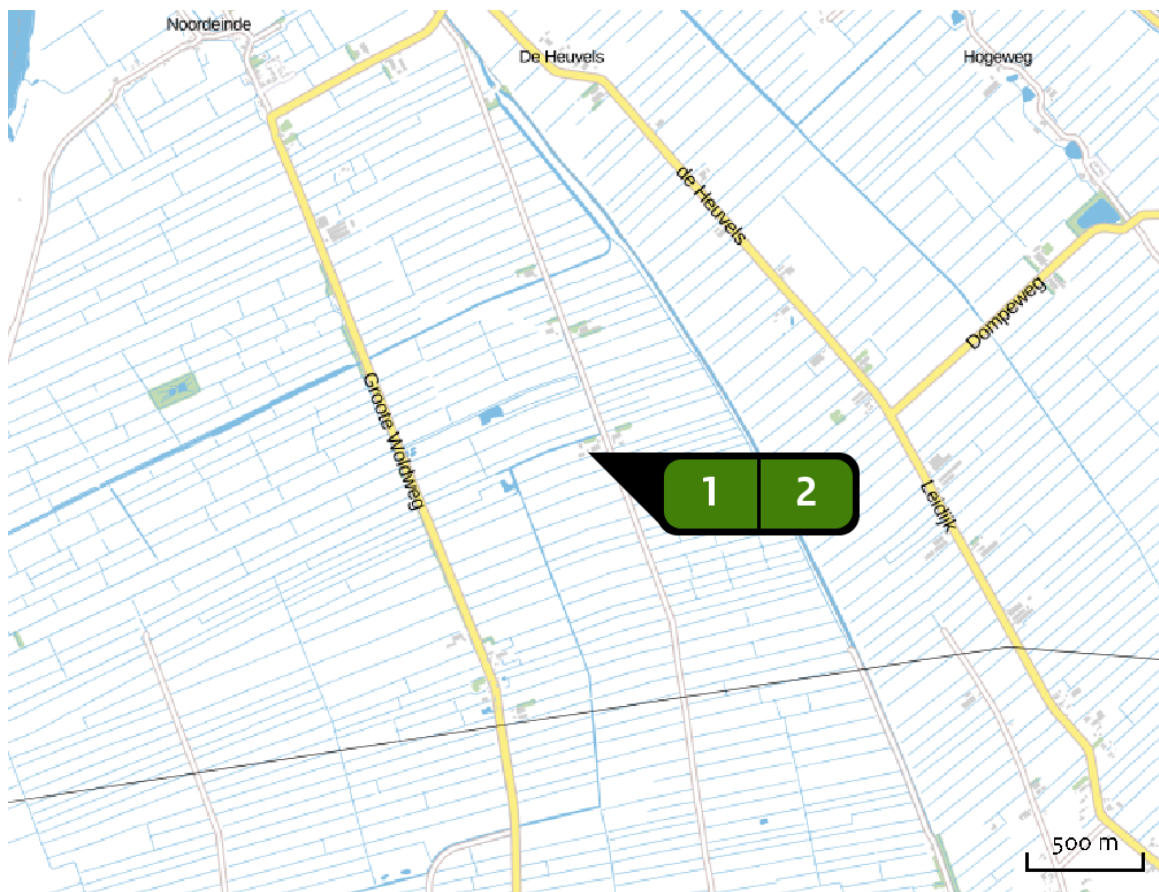 Noordeinde
De Heuvels
Hogeweg
de Heuvels
Dompeweg
Groote Woldweg
1 2
Leidijk
500 m